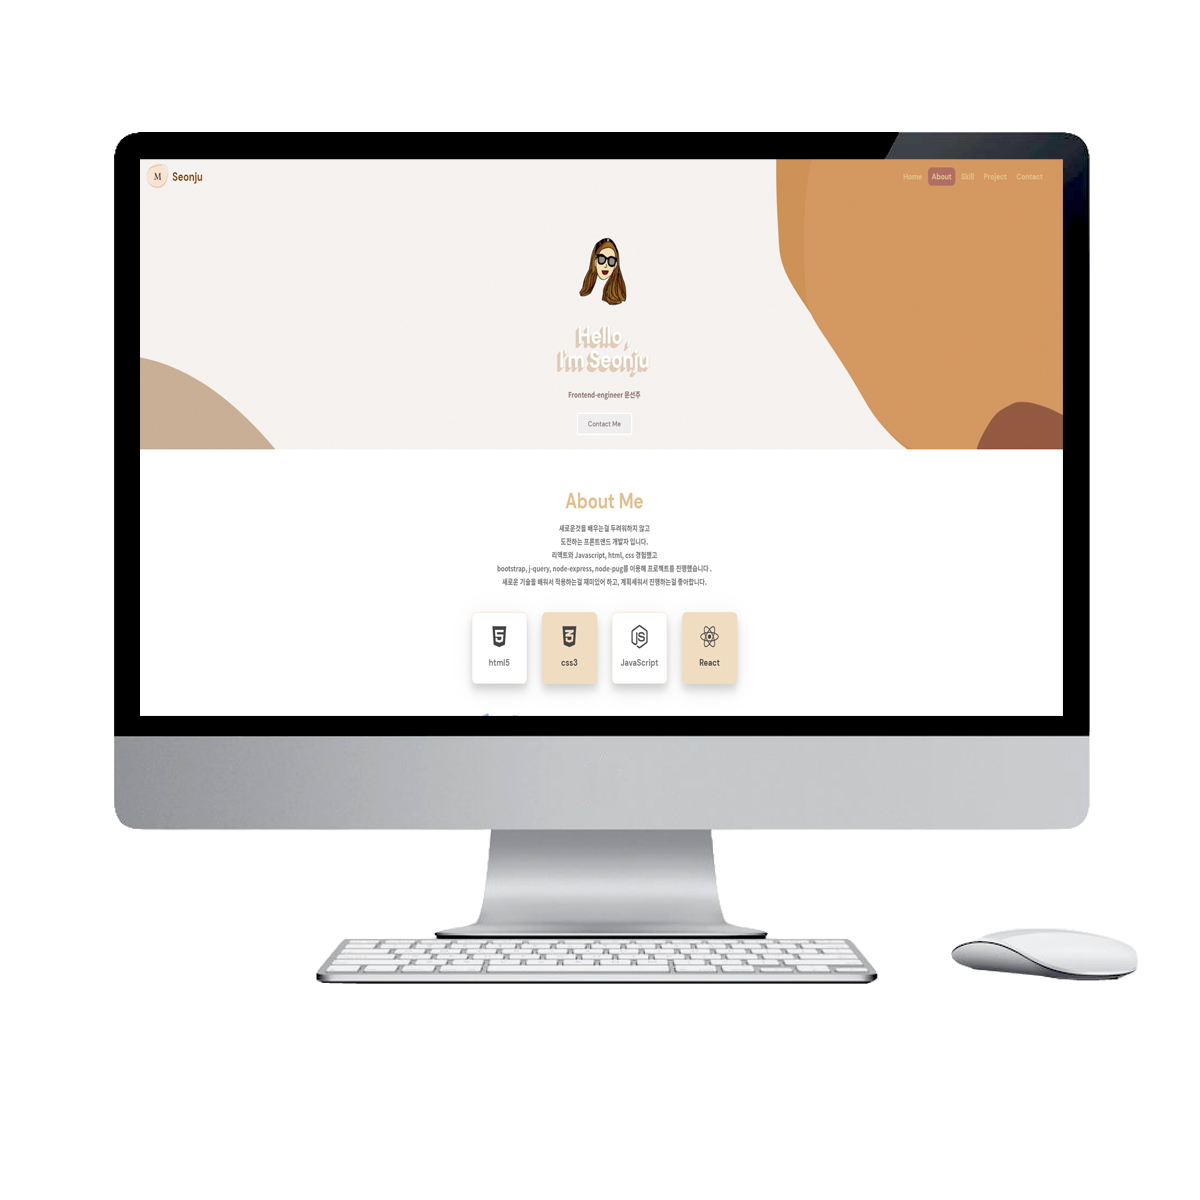 M Seonju
Home About Skill Project Contact
Hello,
I'm Seonju
Frontend-engineer 문선주
Contact Me
About Me
새로운것을 배우는걸 두려워하지 않고
도전하는 프론트엔드 개발자 입니다.
리액트와 Javascript, html, css 경험했고
bootstrap, j-query, node-express, node-pug를 이용해 프로젝트를 진행했습니다 .
새로운 기술을 배워서 적용하는걸 재미있어 하고, 계획세워서 진행하는걸 좋아합니다.
5 3 JS
html5 css3 JavaScript React